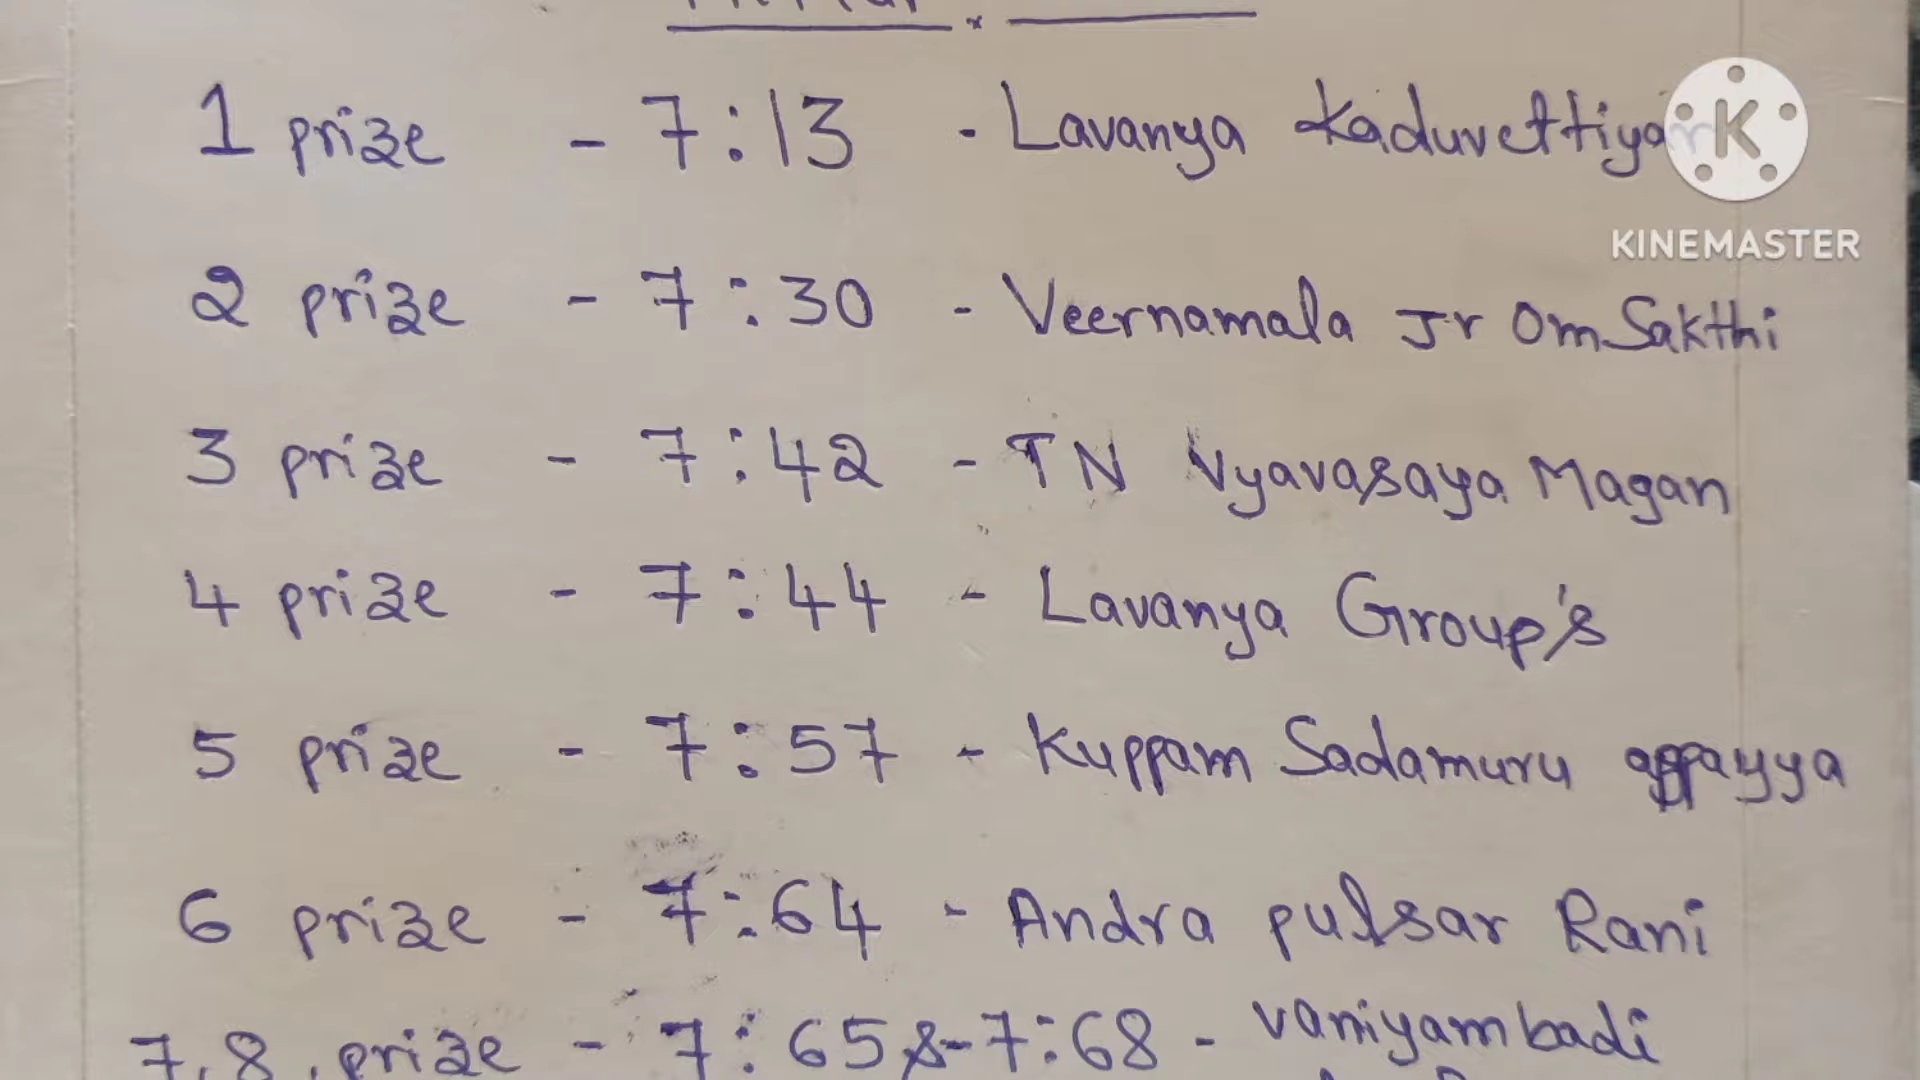 1 prize - 7:13 - Lavanya Kaduvettiyar
KINEMASTER
2 prize - 7:30 - Veernamala Jr Om Sakthi
3 prize - 7:42 - TN Vyavasaya Magan
4 prize - 7:44 - Lavanya Group's
5 prize - 7:57 - Kuppam Sadamuru appayya
6 prize - 7:64 - Andra pulsar Rani
7,8, prize - 7:65 & 7:68 - vaniyambadi